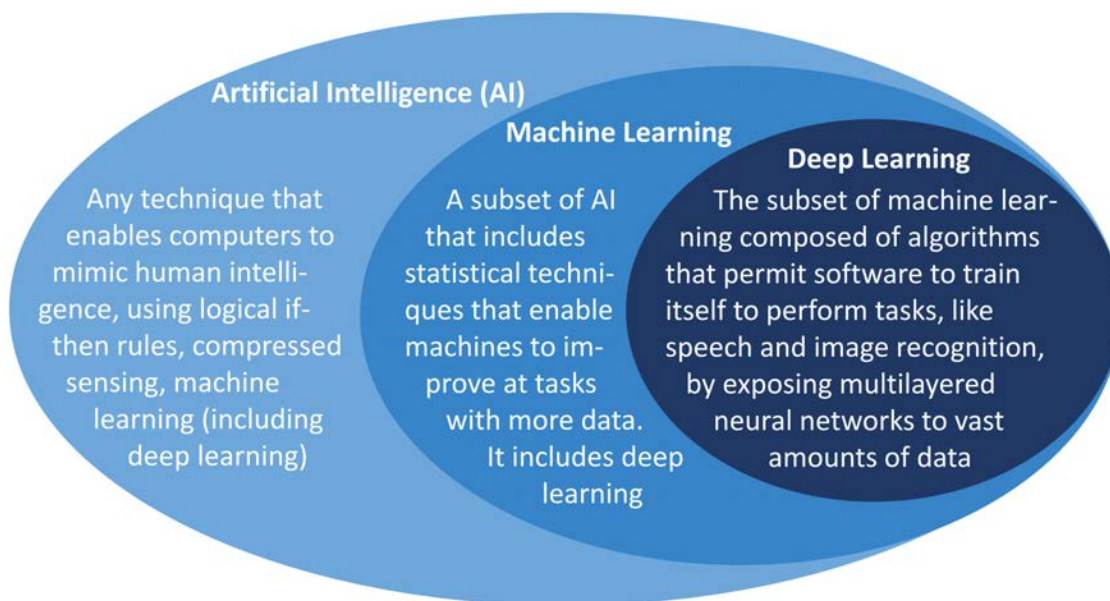 Artificial Intelligence (AI)
Any technique that
enables computers to
mimic human intelli-
gence, using logical if-
then rules, compressed
sensing, machine
learning (including
deep learning)
Machine Learning
A subset of AI
that includes
statistical techni-
ques that enable
machines to im-
prove at tasks
with more data.
It includes deep
learning
Deep Learning
The subset of machine lear-
ning composed of algorithms
that permit software to train
itself to perform tasks, like
speech and image recognition,
by exposing multilayered
neural networks to vast
amounts of data